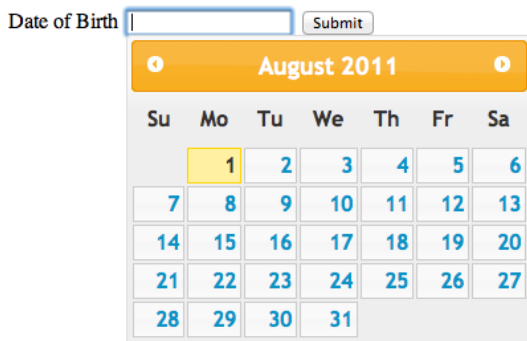 Date of Birth Submit
August 2011
Su Mo Tu We Th Fr Sa
1 2 3 4 5 6
7 8 9 10 11 12 13
14 15 16 17 18 19 20
21 22 23 24 25 26 27
28 29 30 31